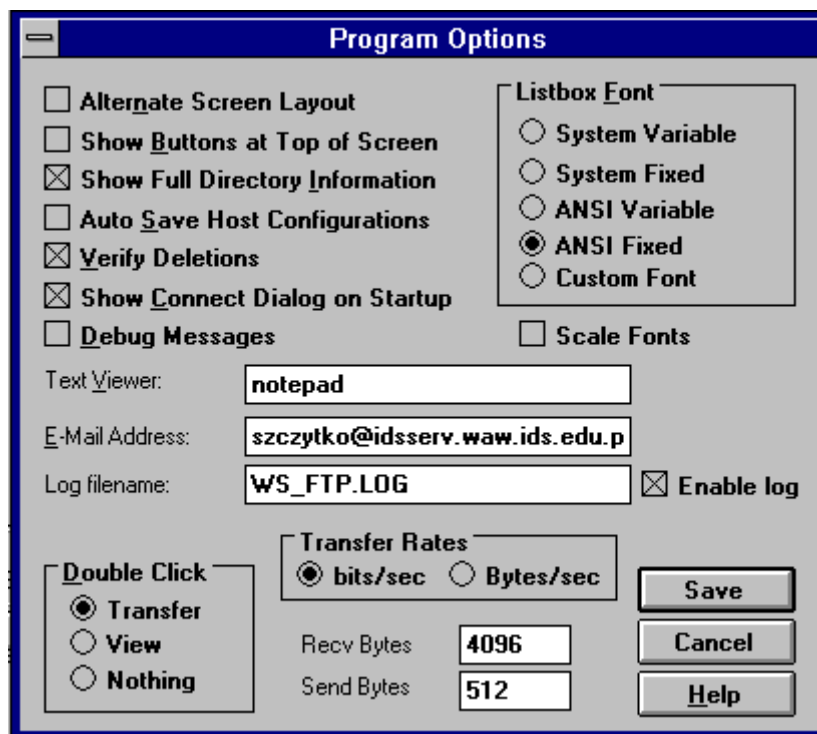 Program Options
Alternate Screen Layout
Show Buttons at Top of Screen
Show Full Directory Information
Auto Save Host Configurations
Verify Deletions
Show Connect Dialog on Startup
Debug Messages
Listbox Font
System Variable
System Fixed
ANSI Variable
ANSI Fixed
Custom Font
Scale Fonts
Text Viewer: notepad
E-Mail Address: szczytko@idsserv.waw.ids.edu.p
Log filename: WS_FTP.LOG Enable log
Double Click
Transfer
View
Nothing
Transfer Rates
bits/sec Bytes/sec
Recv Bytes 4096
Send Bytes 512
Save
Cancel
Help